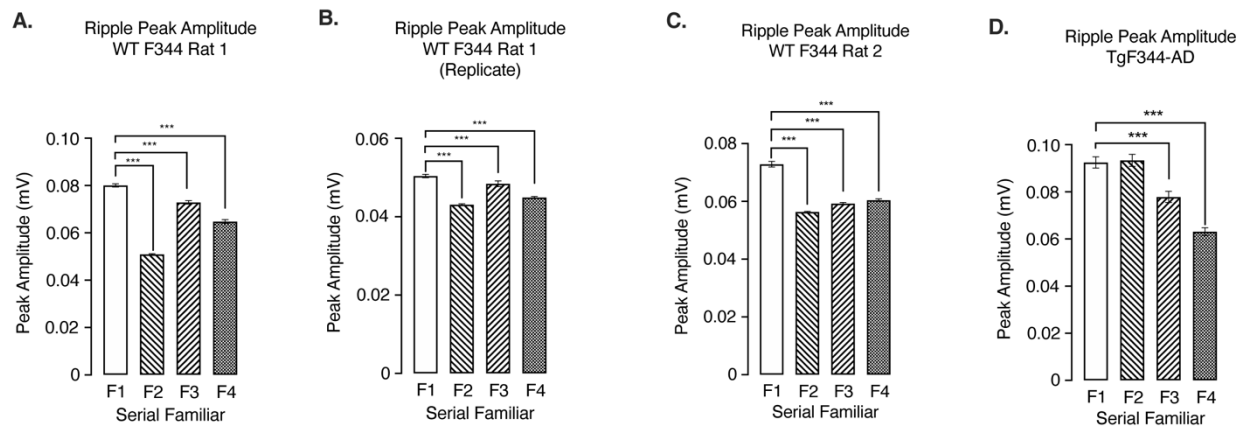 A.
Ripple Peak Amplitude
WT F344 Rat 1
Peak Amplitude (mV)
0.10
0.08
0.06
0.04
0.02
0
***
***
***
F1 F2 F3 F4
Serial Familiar
B.
Ripple Peak Amplitude
WT F344 Rat 1
(Replicate)
Peak Amplitude (mV)
0.06
0.04
0.02
0
***
***
***
F1 F2 F3 F4
Serial Familiar
C.
Ripple Peak Amplitude
WT F344 Rat 2
Peak Amplitude (mV)
0.08
0.06
0.04
0.02
0
***
***
***
F1 F2 F3 F4
Serial Familiar
D.
Ripple Peak Amplitude
TgF344-AD
Peak Amplitude (mV)
0.10
0.08
0.06
0.04
0.02
0
***
***
F1 F2 F3 F4
Serial Familiar